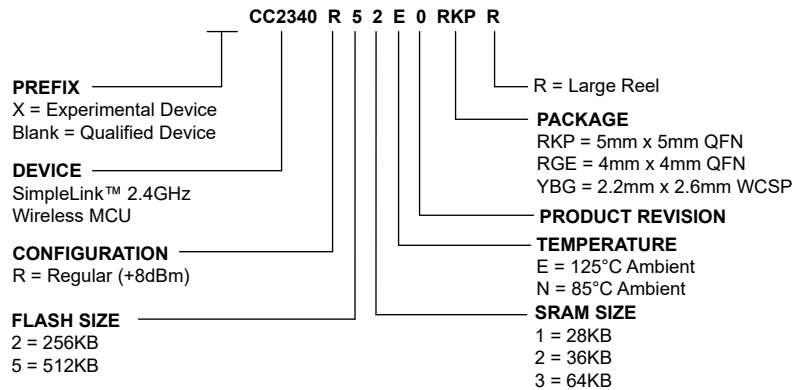 CC2340 R 5 2 E 0 RKP R
PREFIX
X = Experimental Device
Blank = Qualified Device
DEVICE
SimpleLink™ 2.4GHz
Wireless MCU
CONFIGURATION
R = Regular (+8dBm)
FLASH SIZE
2 = 256KB
5 = 512KB
R = Large Reel
PACKAGE
RKP = 5mm x 5mm QFN
RGE = 4mm x 4mm QFN
YBG = 2.2mm x 2.6mm WCSP
PRODUCT REVISION
TEMPERATURE
E = 125°C Ambient
N = 85°C Ambient
SRAM SIZE
1 = 28KB
2 = 36KB
3 = 64KB